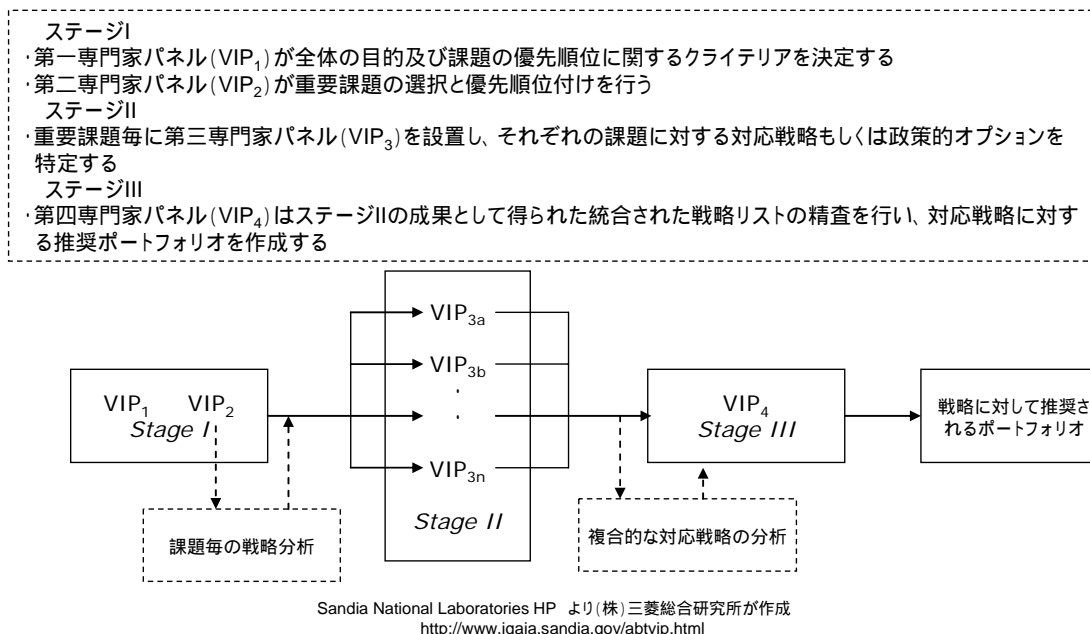 ステージI
・第一専門家パネル(VIP1)が全体の目的及び課題の優先順位に関するクライテリアを決定する
・第二専門家パネル(VIP2)が重要課題の選択と優先順位付けを行う
ステージII
・重要課題毎に第三専門家パネル(VIP3)を設置し、それぞれの課題に対する対応戦略もしくは政策的オプションを
特定する
ステージIII
・第四専門家パネル(VIP4)はステージIIの成果として得られた統合された戦略リストの精査を行い、対応戦略に対す
る推奨ポートフォリオを作成する
VIP1 VIP2
Stage I
課題毎の戦略分析
VIP3a
VIP3b
VIP3n
Stage II
VIP4
Stage III
複合的な対応戦略の分析
戦略に対して推奨さ
れるポートフォリオ
Sandia National Laboratories HP より(株)三菱総合研究所が作成
http://www.igaia.sandia.gov/abtvip.html